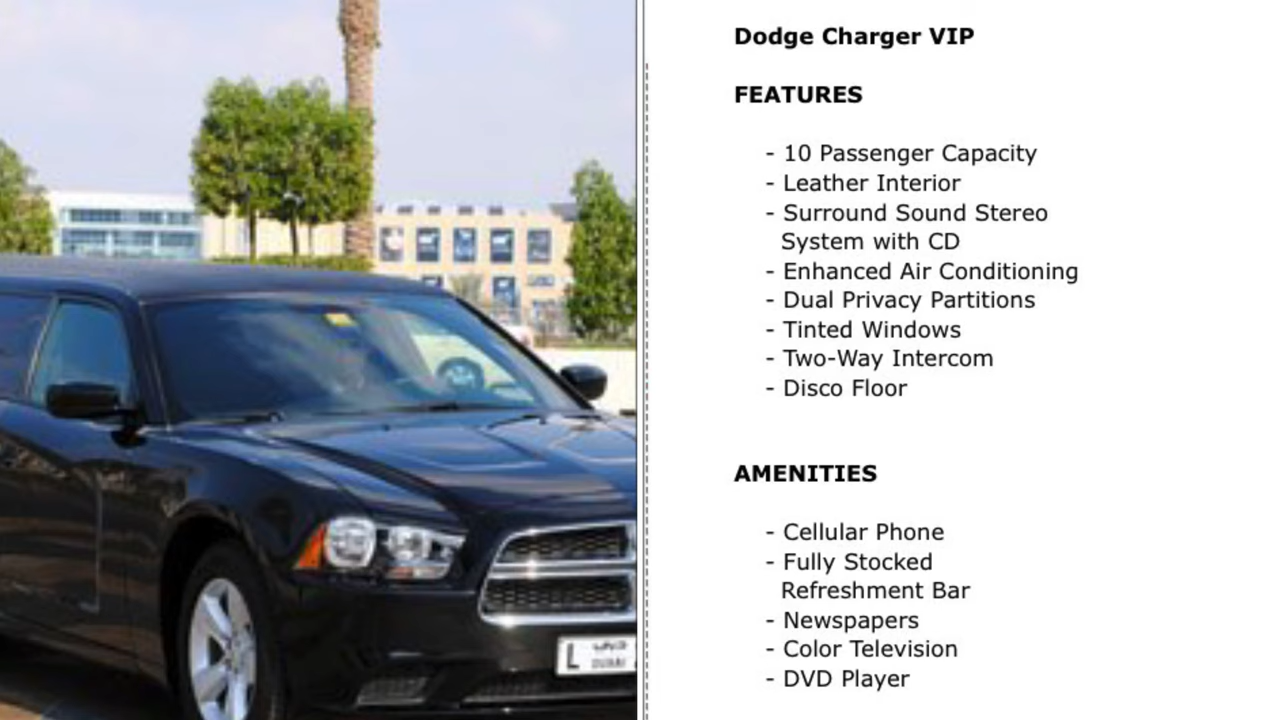 Dodge Charger VIP
FEATURES
- 10 Passenger Capacity
- Leather Interior
- Surround Sound Stereo
System with CD
- Enhanced Air Conditioning
- Dual Privacy Partitions
- Tinted Windows
- Two-Way Intercom
- Disco Floor
AMENITIES
- Cellular Phone
- Fully Stocked
Refreshment Bar
- Newspapers
- Color Television
- DVD Player
L
DUBAI